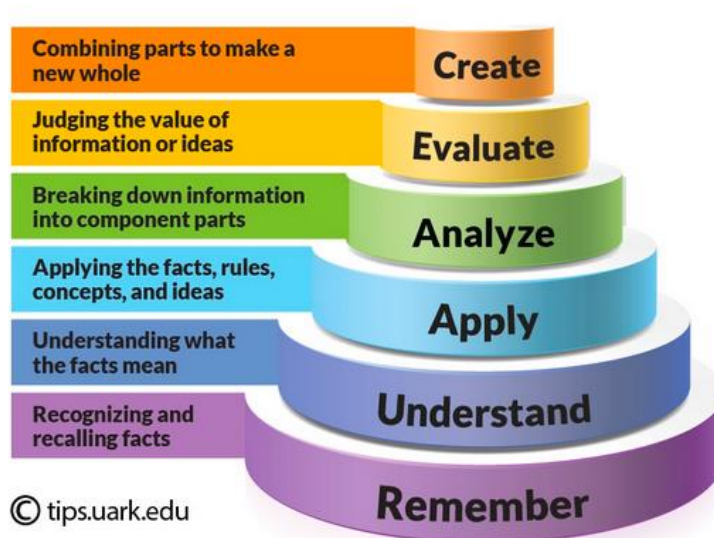 Combining parts to make a
new whole
Create
Judging the value of
information or ideas
Evaluate
Breaking down information
into component parts
Analyze
Applying the facts, rules,
concepts, and ideas
Apply
Understanding what
the facts mean
Understand
Recognizing and
recalling facts
Remember
© tips.uark.edu